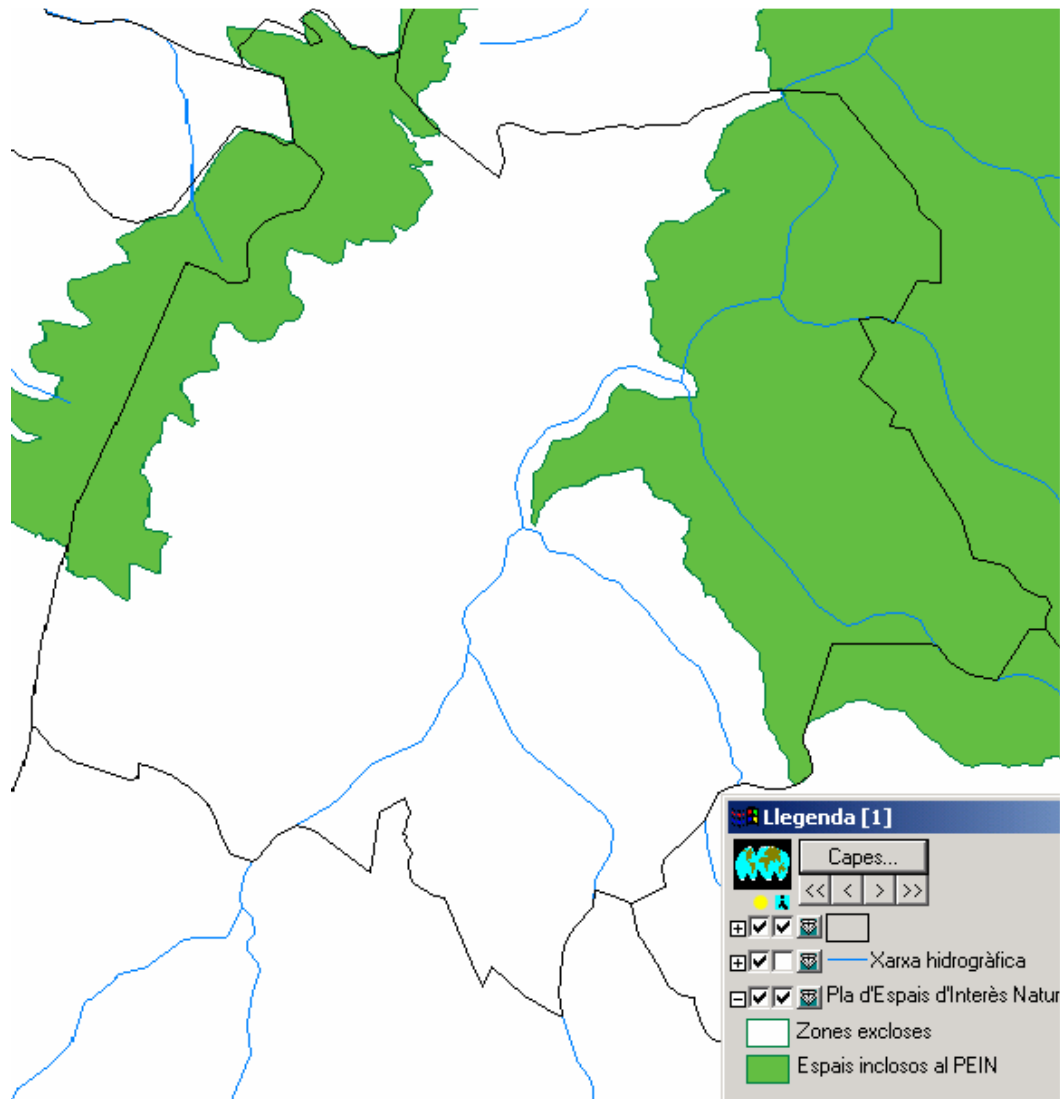 Llegenda [1]
Capes...
<< < > >>
Xarxa hidrogràfica
Pla d'Espais d'Interès Natur
Zones excloses
Espais inclosos al PEIN